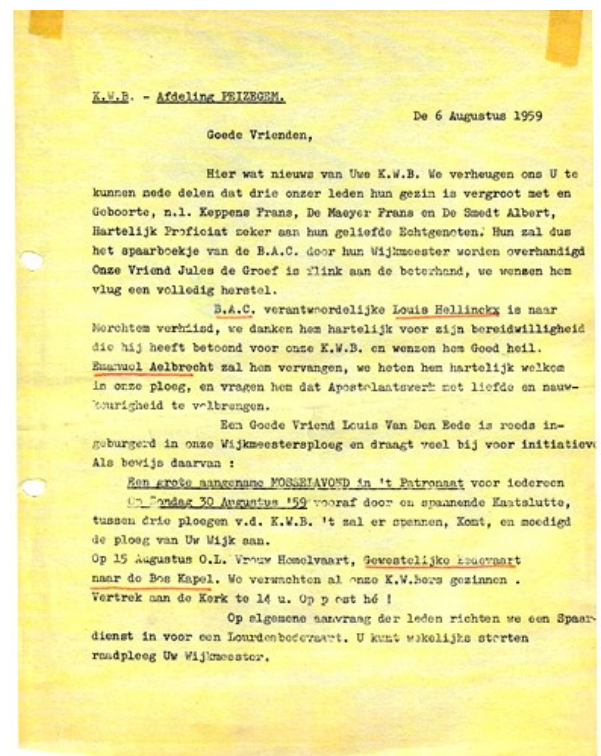 K.W.B. - Afdeling PEIZEGEM.
De 6 Augustus 1959
Goede Vrienden,
Hier wat nieuws van Uwe K.W.B. We verheugen ons U te
kunnen mede delen dat drie onzer leden hun gezin is vergroot met en
Geboorte, n.l. Keppens Frans, De Maeyer Frans en De Smedt Albert,
Hartelijk Proficiat zeker aan hun geliefde Echtgenoten. Hun zal dus
het spaarboekje van de B.A.C. door hun Wijkmeester worden overhandigd
Onze Vriend Jules de Groef is flink aan de beterhand, we wensen hem
vlug een volledig herstel.
B.A.C. verantwoordelijke Louis Hellinckx is naar
Merchtem verhiisd, we danken hem hartelijk voor zijn bereidwilligheid
die hij heeft betoond voor onze K.W.B. en wensen hem Goed heil.
Emanuel Aelbrecht zal hem vervangen, we heten hem hartelijk welkom
in onze ploeg, en vragen hem dat Apostelaatswerk met liefde en nauw-
keurigheid te volbrengen.
Een Goede Vriend Louis Van Den Eede is reeds in-
geburgerd in onze Wijkmeestersploeg en draagt veel bij voor initiatieve
Als bewijs daarvan :
Een grote aangename MOSSELAVOND in 't Patronaat voor iedereen
Op Zondag 30 Augustus '59 vooraf door en spannende Kaatslutte,
tussen drie ploegen v.d. K.W.B. 't zal er spannen, Komt, en moedigd
de ploeg van Uw Wijk aan.
Op 15 Augustus O.L. Vrouw Hemelvaart, Gewestelijke bedevaart
naar de Bos Kapel. We verwachten al onze K.W.bers gezinnen .
Vertrek aan de Kerk te 14 u. Op p est hé !
Op algemene aanvraag der leden richten we een Spaar-
dienst in voor een Lourdesbedevaart. U kunt wekelijks storten
raadpleeg Uw Wijkmeester.